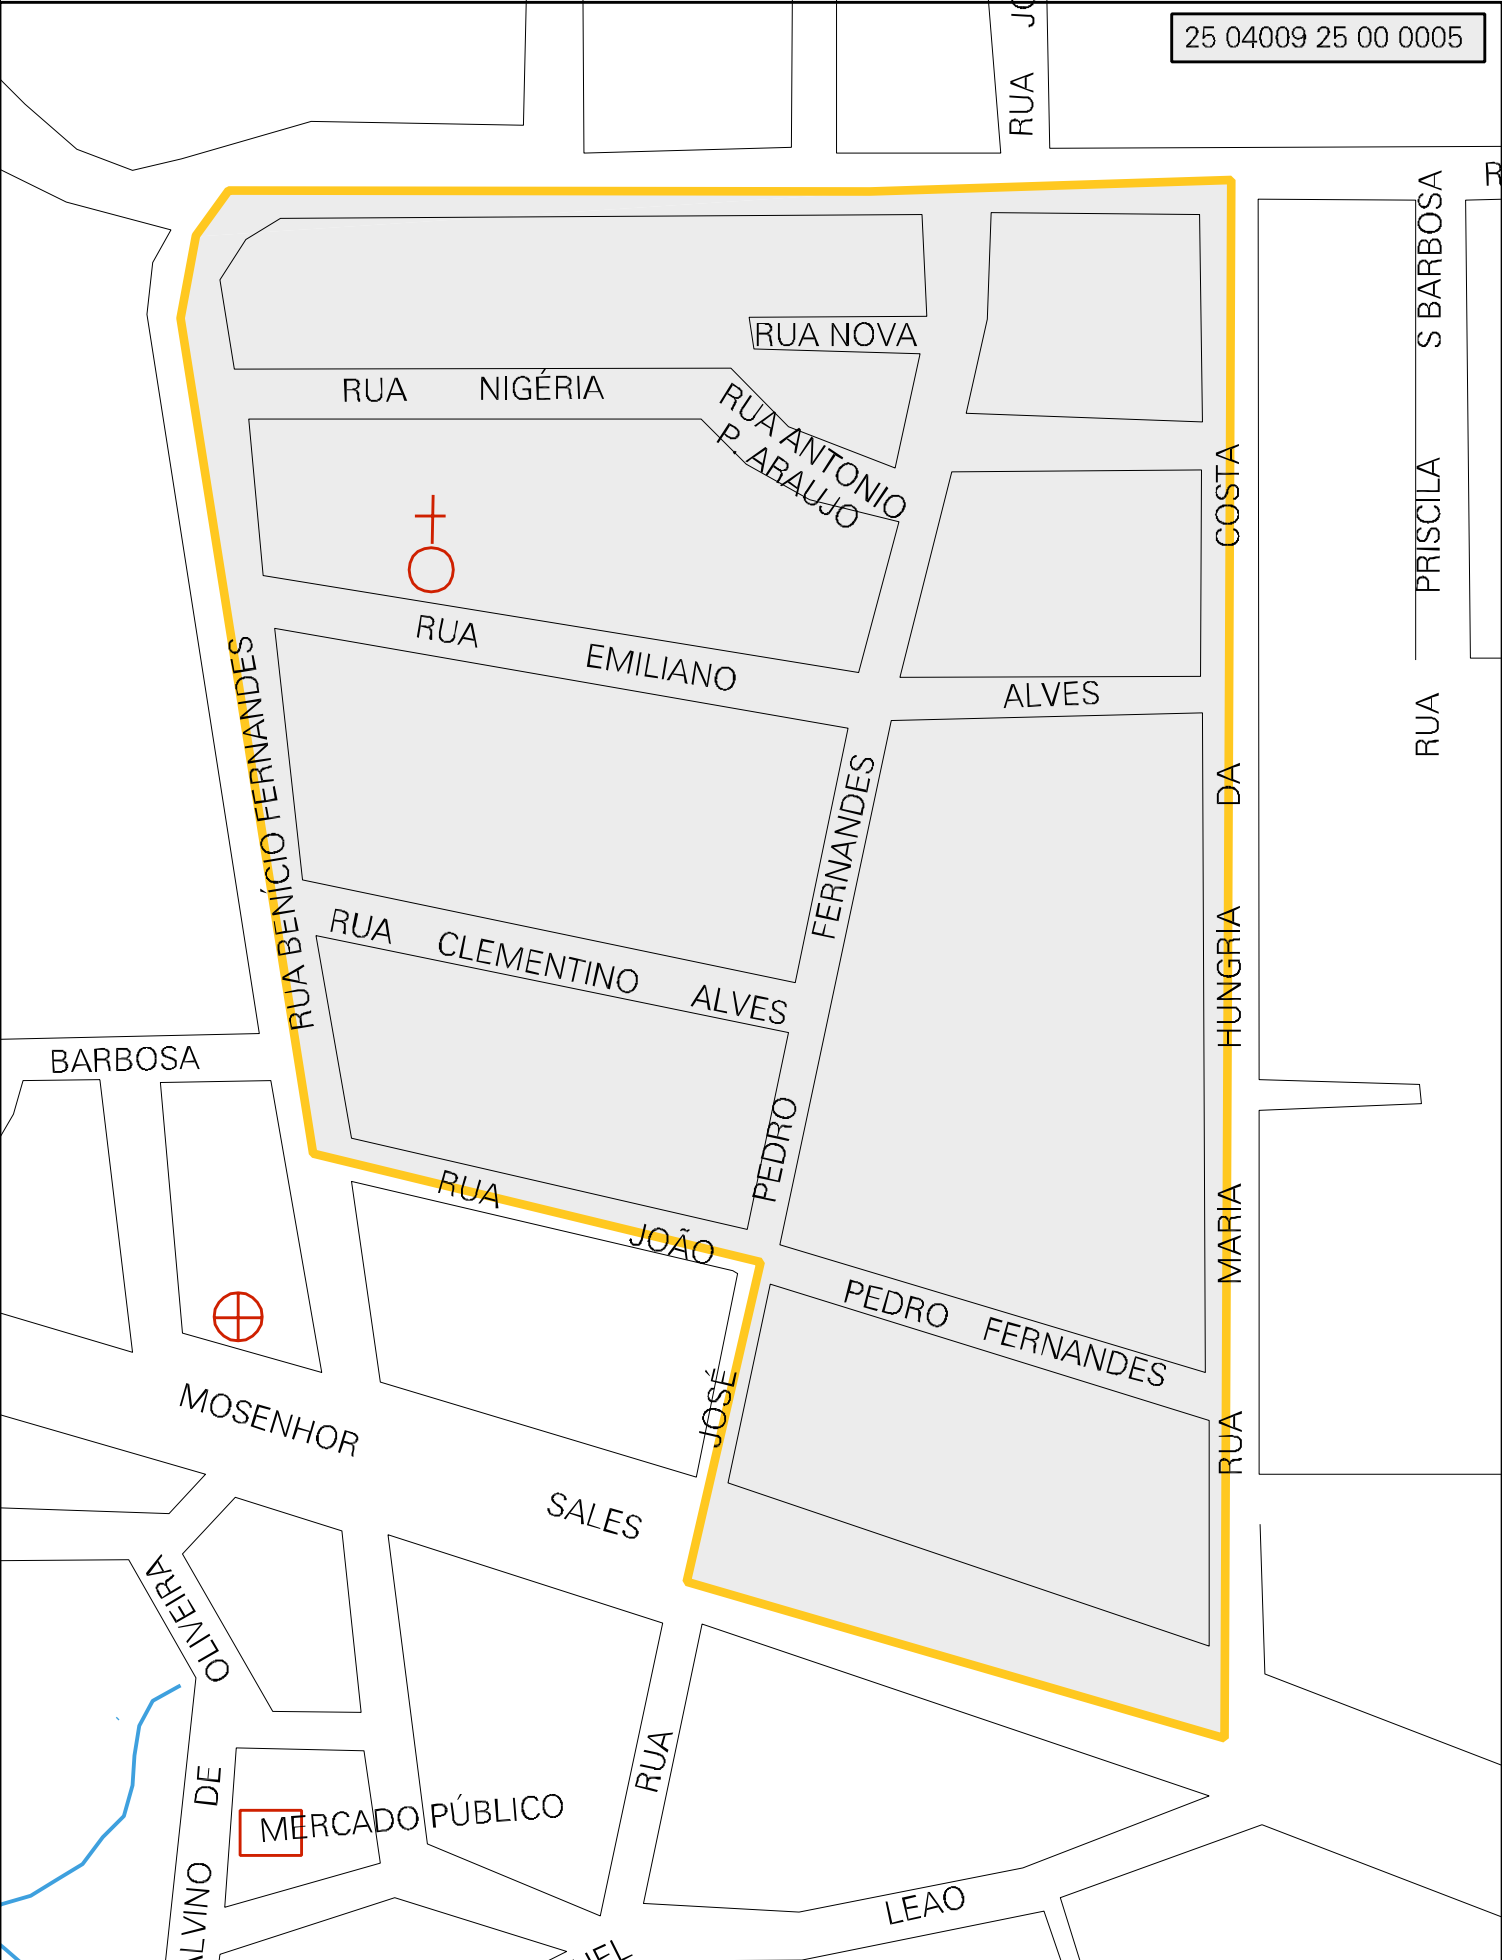 25 04009 25 00 0005
RUA JO
R
RUA PRISCILA S BARBOSA
RUA NOVA
RUA NIGÉRIA
RUA ANTONIO
P. ARAUJO
RUA EMILIANO ALVES
RUA BENÍCIO FERNANDES
RUA CLEMENTINO ALVES
RUA MARIA HUNGRIA DA COSTA
BARBOSA
RUA JOSÉ PEDRO FERNANDES
RUA JOÃO PEDRO FERNANDES
MOSENHOR SALES
ALVINO DE OLIVEIRA
MERCADO PÚBLICO
LEAO